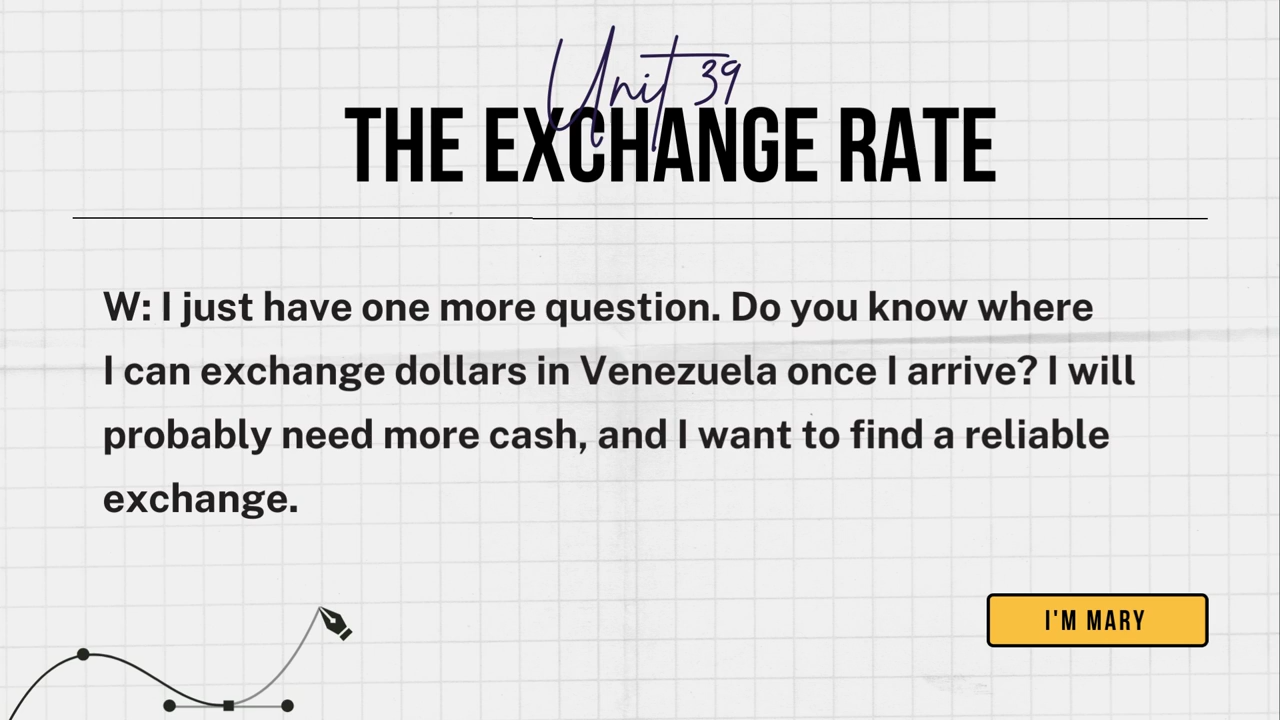 Unit 39
THE EXCHANGE RATE
W: I just have one more question. Do you know where
I can exchange dollars in Venezuela once I arrive? I will
probably need more cash, and I want to find a reliable
exchange.
I'M MARY